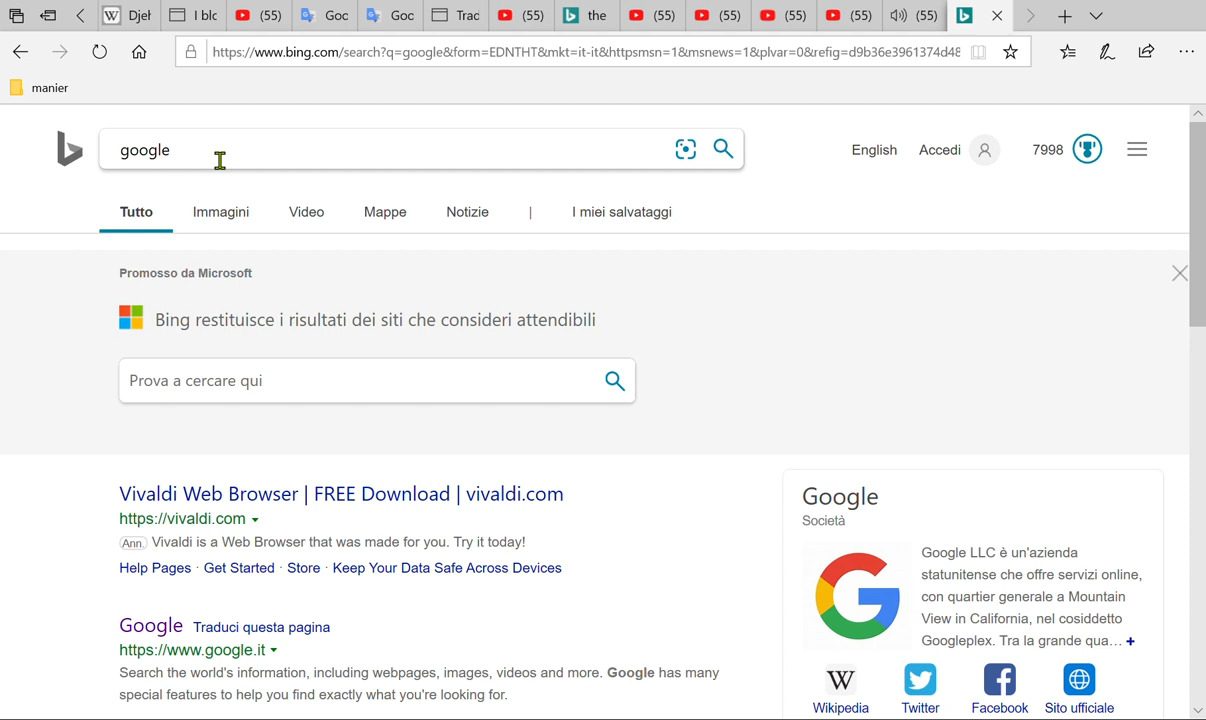 Djeł I blc (55) Goc Goc Trac (55) the (55) (55) (55) (55) (55)
https://www.bing.com/search?q=google&form=EDNTHT&mkt=it-it&httpsmsn=1&msnews=1&plvar=0&refig=d9b36e3961374d48
manier
google
English Accedi 7998
Tutto Immagini Video Mappe Notizie | I miei salvataggi
Promosso da Microsoft
Bing restituisce i risultati dei siti che consideri attendibili
Prova a cercare qui
Vivaldi Web Browser | FREE Download | vivaldi.com
https://vivaldi.com
Ann. Vivaldi is a Web Browser that was made for you. Try it today!
Help Pages · Get Started · Store · Keep Your Data Safe Across Devices
Google Traduci questa pagina
https://www.google.it
Search the world's information, including webpages, images, videos and more. Google has many
special features to help you find exactly what you're looking for.
Google
Società
Google LLC è un'azienda
statunitense che offre servizi online,
con quartier generale a Mountain
View in California, nel cosiddetto
Googleplex. Tra la grande qua… +
Wikipedia Twitter Facebook Sito ufficiale